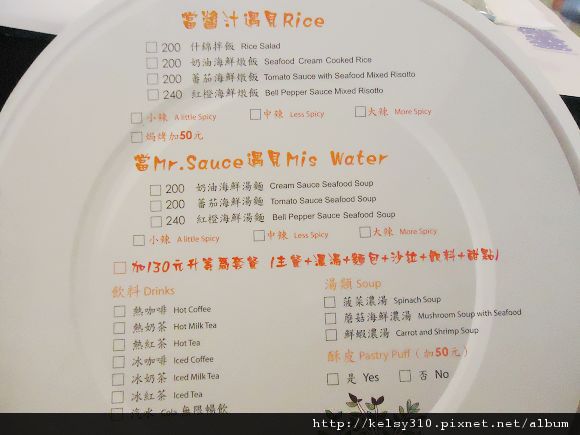 當醬汁遇見Rice
200 什錦拌飯 Rice Salad
200 奶油海鮮燉飯 Seafood Cream Cooked Rice
200 蕃茄海鮮燉飯 Tomato Sauce with Seafood Mixed Risotto
240 紅橙海鮮燉飯 Bell Pepper Sauce Mixed Risotto
小辣 A little Spicy 中辣 Less Spicy 大辣 More Spicy
焗烤加50元
當Mr.Sauce遇見Mis Water
200 奶油海鮮湯麵 Cream Sauce Seafood Soup
200 蕃茄海鮮湯麵 Tomato Sauce Seafood Soup
240 紅橙海鮮湯麵 Bell Pepper Sauce Seafood Soup
小辣 A little Spicy 中辣 Less Spicy 大辣 More Spicy
加130元升等為套餐 (主餐+濃湯+麵包+沙拉+飲料+甜點)
飲料 Drinks
熱咖啡 Hot Coffee
熱奶茶 Hot Milk Tea
熱紅茶 Hot Tea
冰咖啡 Iced Coffee
冰奶茶 Iced Milk Tea
冰紅茶 Iced Tea
汽水 Cola 無限暢飲
湯類 Soup
菠菜濃湯 Spinach Soup
蘑菇海鮮濃湯 Mushroom Soup with Seafood
鮮蝦濃湯 Carrot and Shrimp Soup
酥皮 Pastry Puff (加50元)
是 Yes 否 No
http://kelsy310.pixnet.net/album